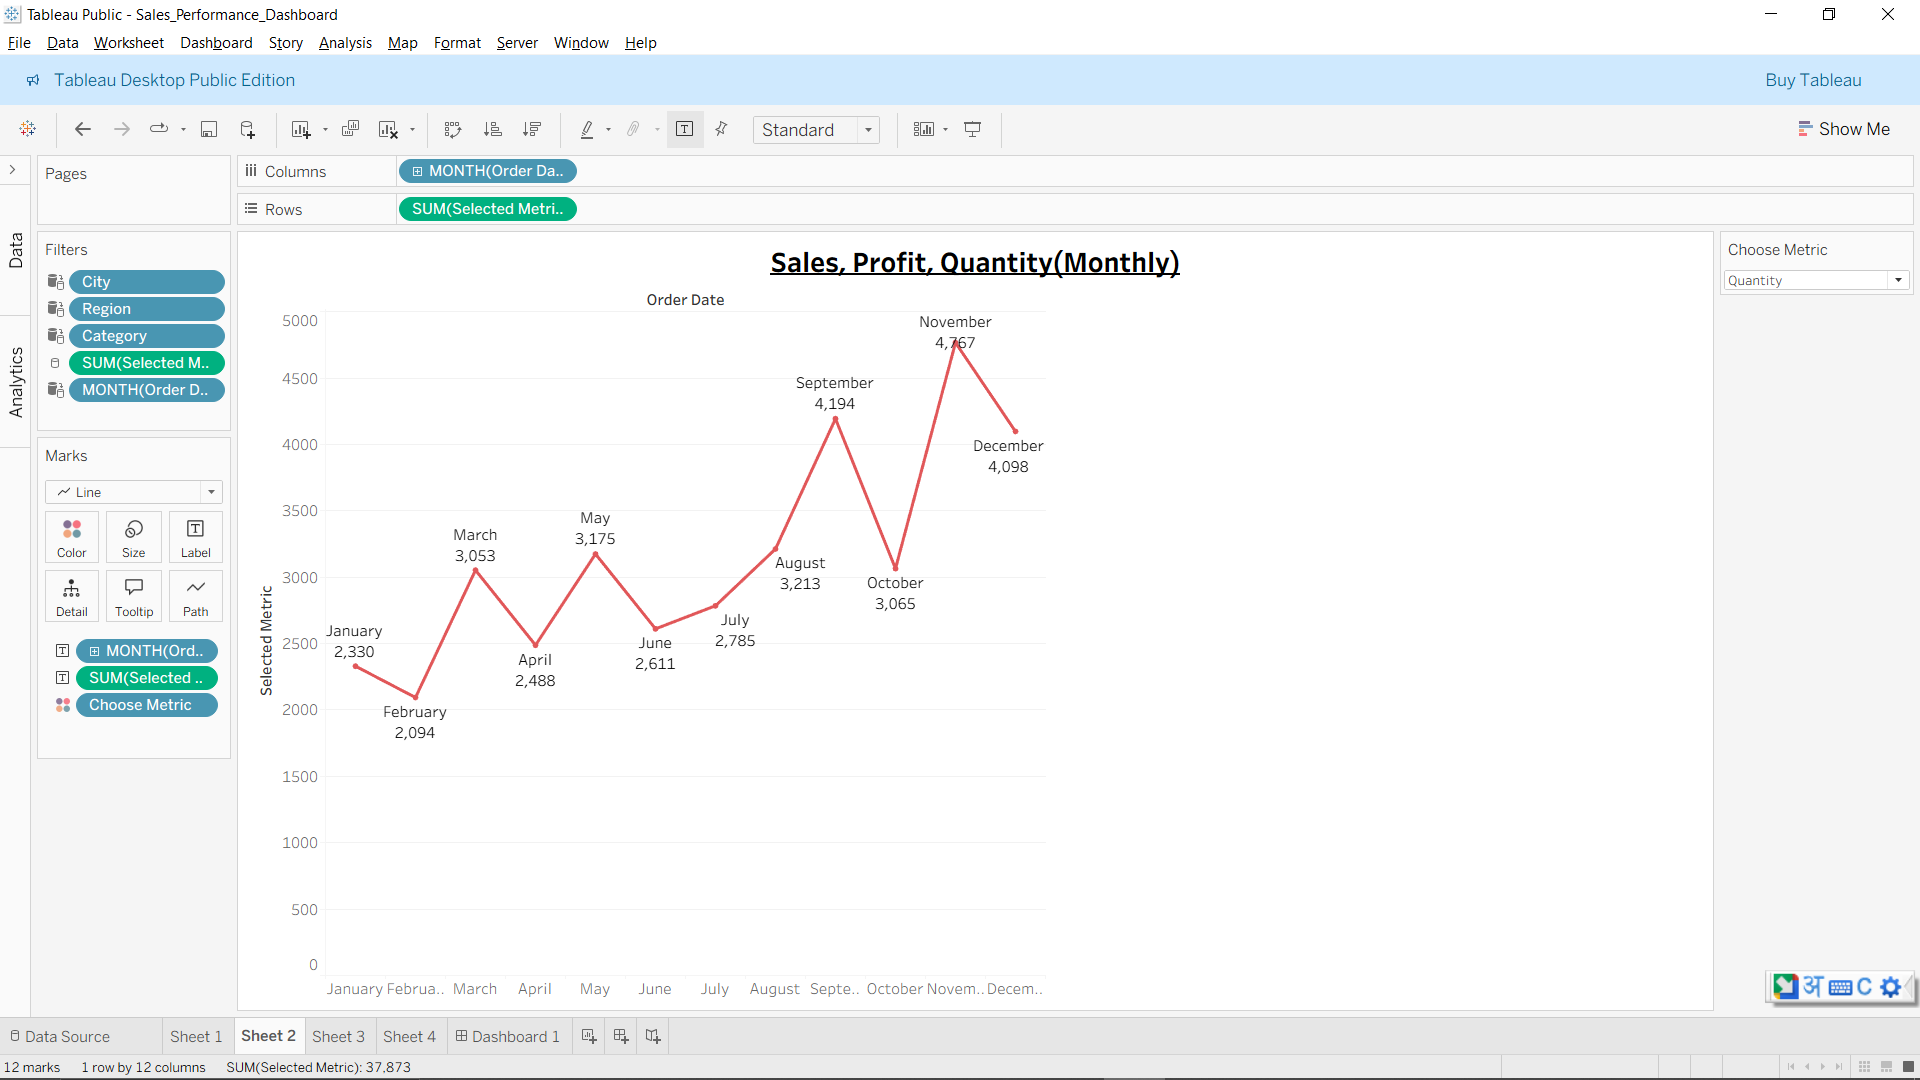 Tableau Public - Sales_Performance_Dashboard
File Data Worksheet Dashboard Story Analysis Map Format Server Window Help
Tableau Desktop Public Edition
Buy Tableau
Standard
Show Me
Pages
Columns
MONTH(Order Da..
Rows
SUM(Selected Metri..
Data
Analytics
Filters
City
Region
Category
SUM(Selected M..
MONTH(Order D..
Marks
Line
Color Size Label
Detail Tooltip Path
MONTH(Ord..
SUM(Selected ..
Choose Metric
Sales, Profit, Quantity(Monthly)
Order Date
Selected Metric
5000
4500
4000
3500
3000
2500
2000
1500
1000
500
0
January
2,330
February
2,094
March
3,053
April
2,488
May
3,175
June
2,611
July
2,785
August
3,213
September
4,194
October
3,065
November
4,767
December
4,098
January Februa.. March April May June July August Septe.. October Novem.. Decem..
Choose Metric
Quantity
अ C
Data Source Sheet 1 Sheet 2 Sheet 3 Sheet 4 Dashboard 1
12 marks 1 row by 12 columns SUM(Selected Metric): 37,873